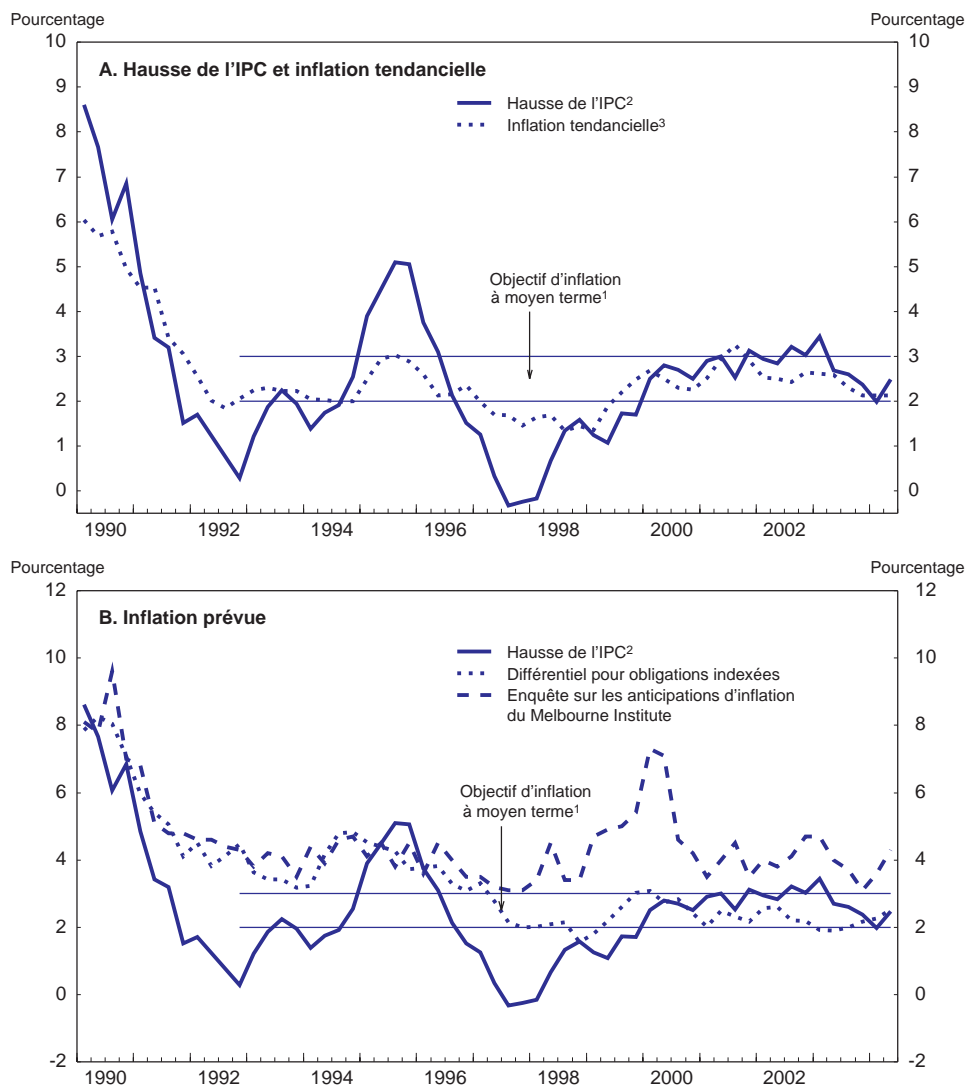 Pourcentage Pourcentage
10 10
A. Hausse de l'IPC et inflation tendancielle
9 9
Hausse de l'IPC²
8 8
Inflation tendancielle³
7 7
6 6
5 5
Objectif d'inflation
à moyen terme¹
4 4
3 3
2 2
1 1
0 0
1990 1992 1994 1996 1998 2000 2002
Pourcentage Pourcentage
12 12
B. Inflation prévue
Hausse de l'IPC²
10 10
Différentiel pour obligations indexées
Enquête sur les anticipations d'inflation
du Melbourne Institute
8 8
6 6
Objectif d'inflation
à moyen terme¹
4 4
3 3
2 2
0 0
-2 -2
1990 1992 1994 1996 1998 2000 2002